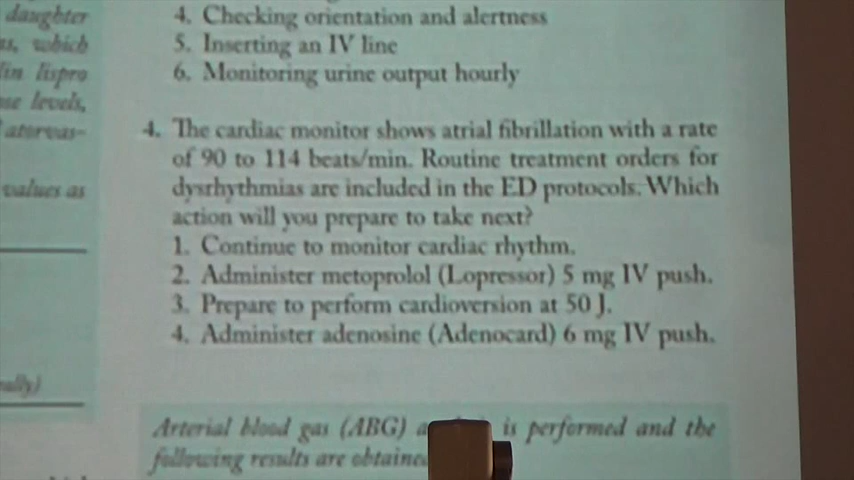 daughter
which
lin lispro
levels,
values as
4. Checking orientation and alertness
5. Inserting an IV line
6. Monitoring urine output hourly
4. The cardiac monitor shows atrial fibrillation with a rate
of 90 to 114 beats/min. Routine treatment orders for
dysrhythmias are included in the ED protocols. Which
action will you prepare to take next?
1. Continue to monitor cardiac rhythm.
2. Administer metoprolol (Lopressor) 5 mg IV push.
3. Prepare to perform cardioversion at 50 J.
4. Administer adenosine (Adenocard) 6 mg IV push.
Arterial blood gas (ABG) is performed and the
following results are